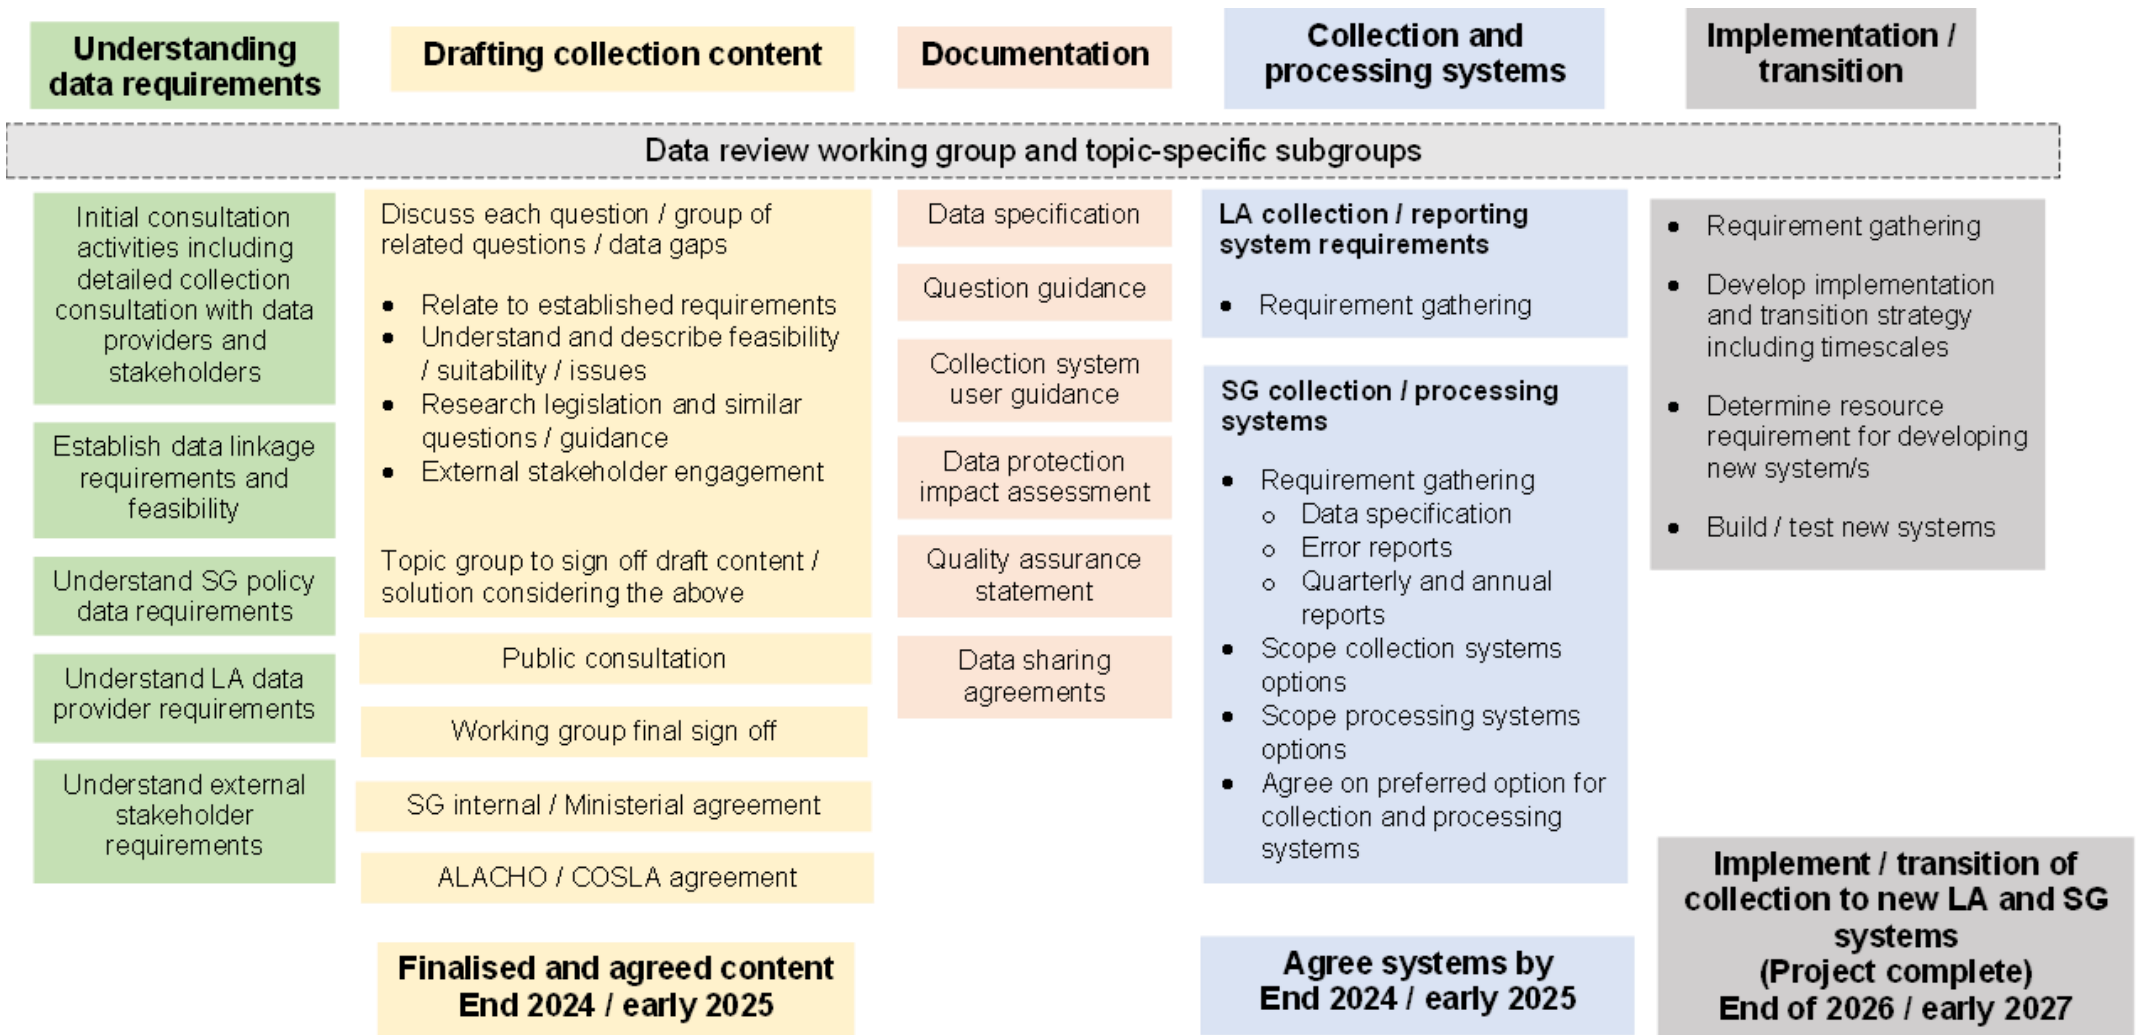 Understanding
data requirements
Drafting collection content
Documentation
Collection and
processing systems
Implementation /
transition
Data review working group and topic-specific subgroups
Initial consultation
activities including
detailed collection
consultation with data
providers and
stakeholders
Establish data linkage
requirements and
feasibility
Understand SG policy
data requirements
Understand LA data
provider requirements
Understand external
stakeholder
requirements
Discuss each question / group of
related questions / data gaps
● Relate to established requirements
● Understand and describe feasibility
/ suitability / issues
● Research legislation and similar
questions / guidance
● External stakeholder engagement
Topic group to sign off draft content /
solution considering the above
Public consultation
Working group final sign off
SG internal / Ministerial agreement
ALACHO / COSLA agreement
Finalised and agreed content
End 2024 / early 2025
Data specification
Question guidance
Collection system
user guidance
Data protection
impact assessment
Quality assurance
statement
Data sharing
agreements
LA collection / reporting
system requirements
● Requirement gathering
SG collection / processing
systems
● Requirement gathering
o Data specification
o Error reports
o Quarterly and annual
reports
● Scope collection systems
options
● Scope processing systems
options
● Agree on preferred option for
collection and processing
systems
Agree systems by
End 2024 / early 2025
● Requirement gathering
● Develop implementation
and transition strategy
including timescales
● Determine resource
requirement for developing
new system/s
● Build / test new systems
Implement / transition of
collection to new LA and SG
systems
(Project complete)
End of 2026 / early 2027